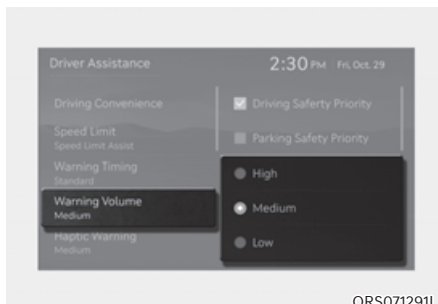 Driver Assistance
2:30 PM Fri, Oct. 29
Driving Convenience
Speed Limit
Speed Limit Assist
Warning Timing
Standard
Warning Volume
Medium
Haptic Warning
Medium
Driving Saferty Priority
Parking Safety Priority
High
Medium
Low
ORS071291L